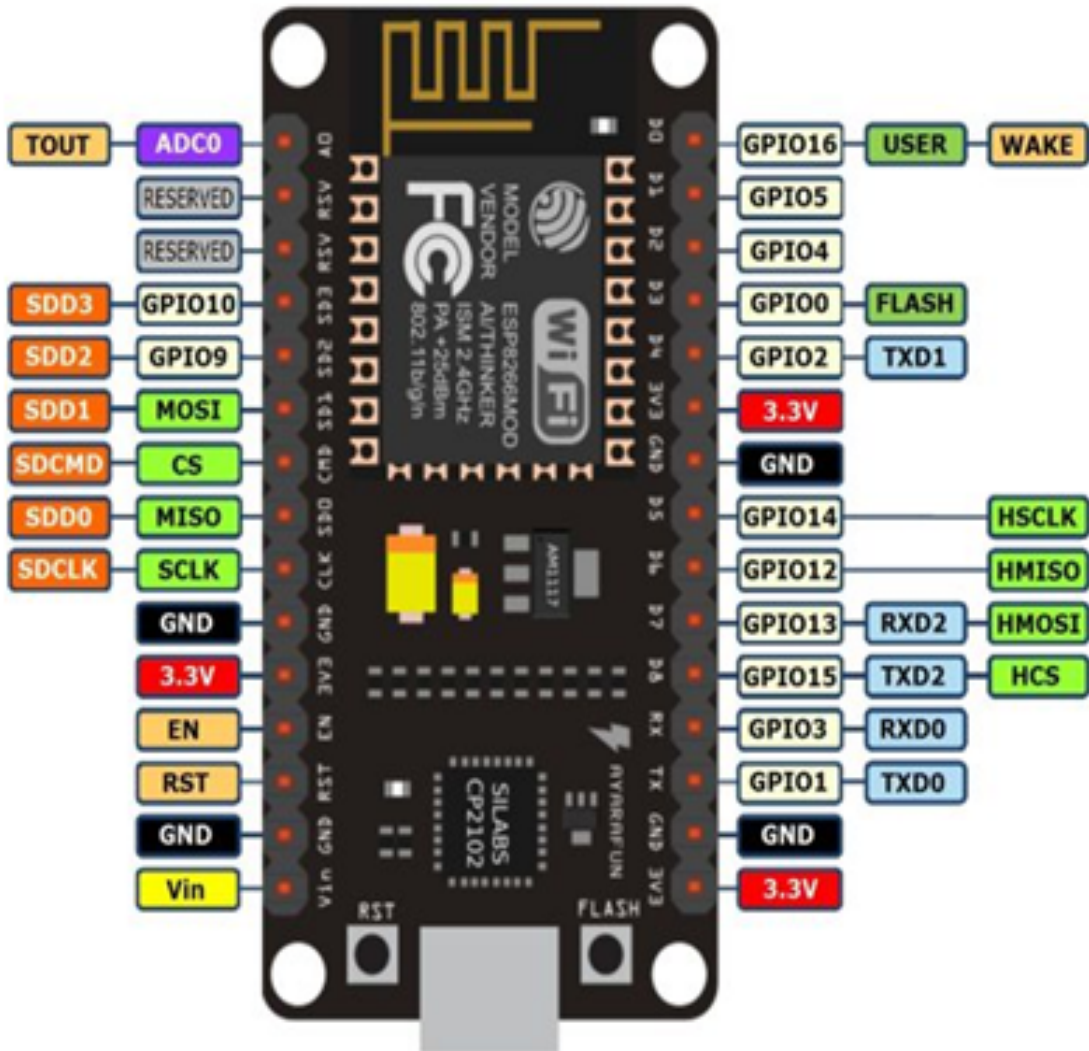 TOUT ADC0 A0 D0 GPIO16 USER WAKE
RESERVED RSV D1 GPIO5
RESERVED RSV D2 GPIO4
SDD3 GPIO10 SD3 D3 GPIO0 FLASH
SDD2 GPIO9 SD2 D4 GPIO2 TXD1
SDD1 MOSI SD1 3V3 3.3V
SDCMD CS CMD GND GND
SDD0 MISO SD0 D5 GPIO14 HSCLK
SDCLK SCLK CLK D6 GPIO12 HMISO
GND GND D7 GPIO13 RXD2 HMOSI
3.3V 3V3 D8 GPIO15 TXD2 HCS
EN EN RX GPIO3 RXD0
RST RST TX GPIO1 TXD0
GND GND GND GND
Vin Vin 3V3 3.3V
MODEL ESP8266MOD
VENDOR AI/THINKER
ISM 2.4GHz
PA +25dBm
802.11b/g/n
FC
WiFi
AM1117
SILABS
CP2102
AYARAFUN
RST
FLASH